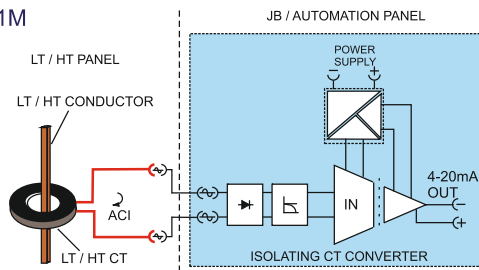 1M
JB / AUTOMATION PANEL
LT / HT PANEL
POWER
SUPPLY
− +
LT / HT CONDUCTOR
4-20mA
OUT
IN
−
+
ACI
LT / HT CT
ISOLATING CT CONVERTER